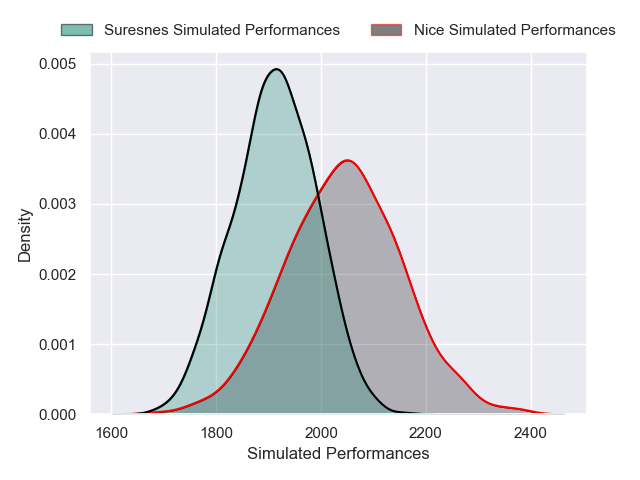 Suresnes Simulated Performances Nice Simulated Performances
0.005
0.004
0.003
0.002
0.001
0.000
Density
1600 1800 2000 2200 2400
Simulated Performances